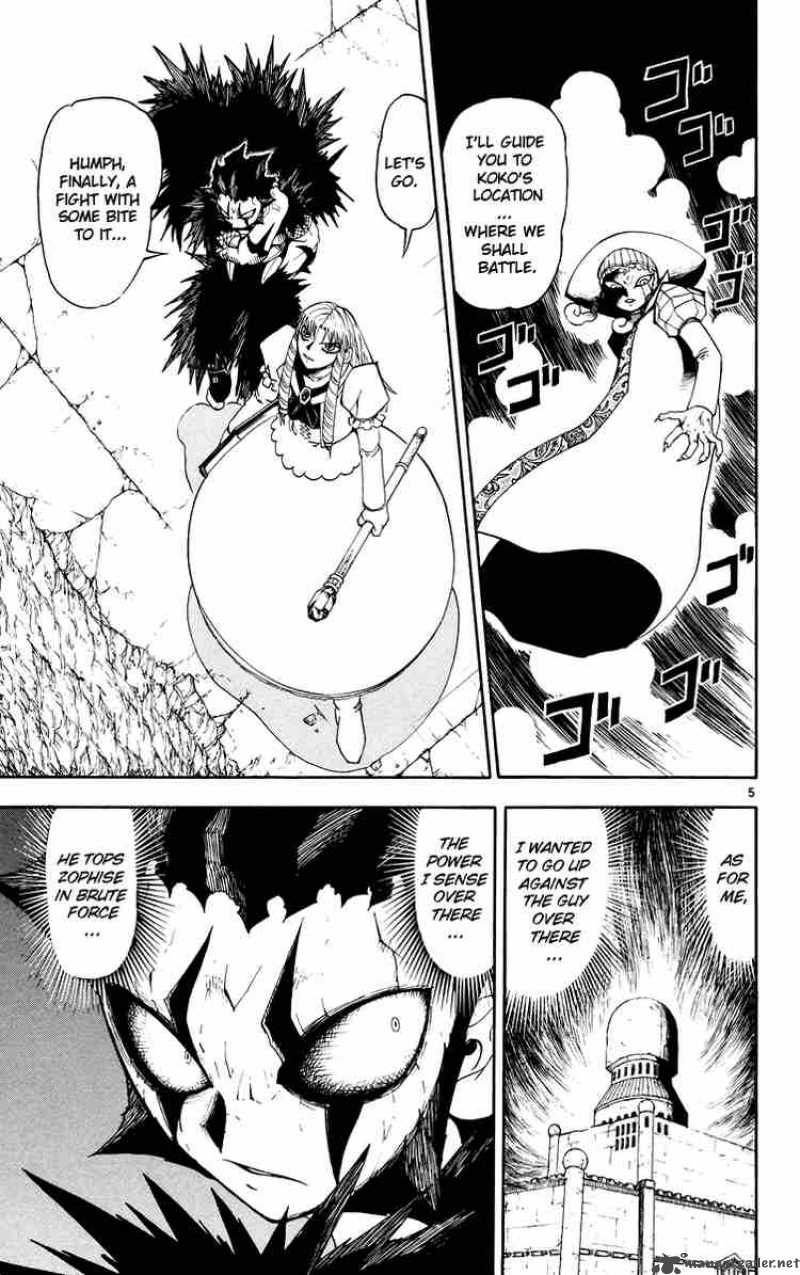 I'LL GUIDE
YOU TO
KOKO'S
LOCATION
...
WHERE WE
SHALL
BATTLE.
ゴゴ
ゴゴ
ゴゴ
ゴ
ゴゴ
LET'S
GO.
HUMPH,
FINALLY, A
FIGHT WITH
SOME BITE
TO IT...
5
AS
FOR
ME,
I WANTED
TO GO UP
AGAINST
THE GUY
OVER
THERE
...
THE
POWER
I SENSE
OVER
THERE
...
HE TOPS
ZOPHISE
IN BRUTE
FORCE
...